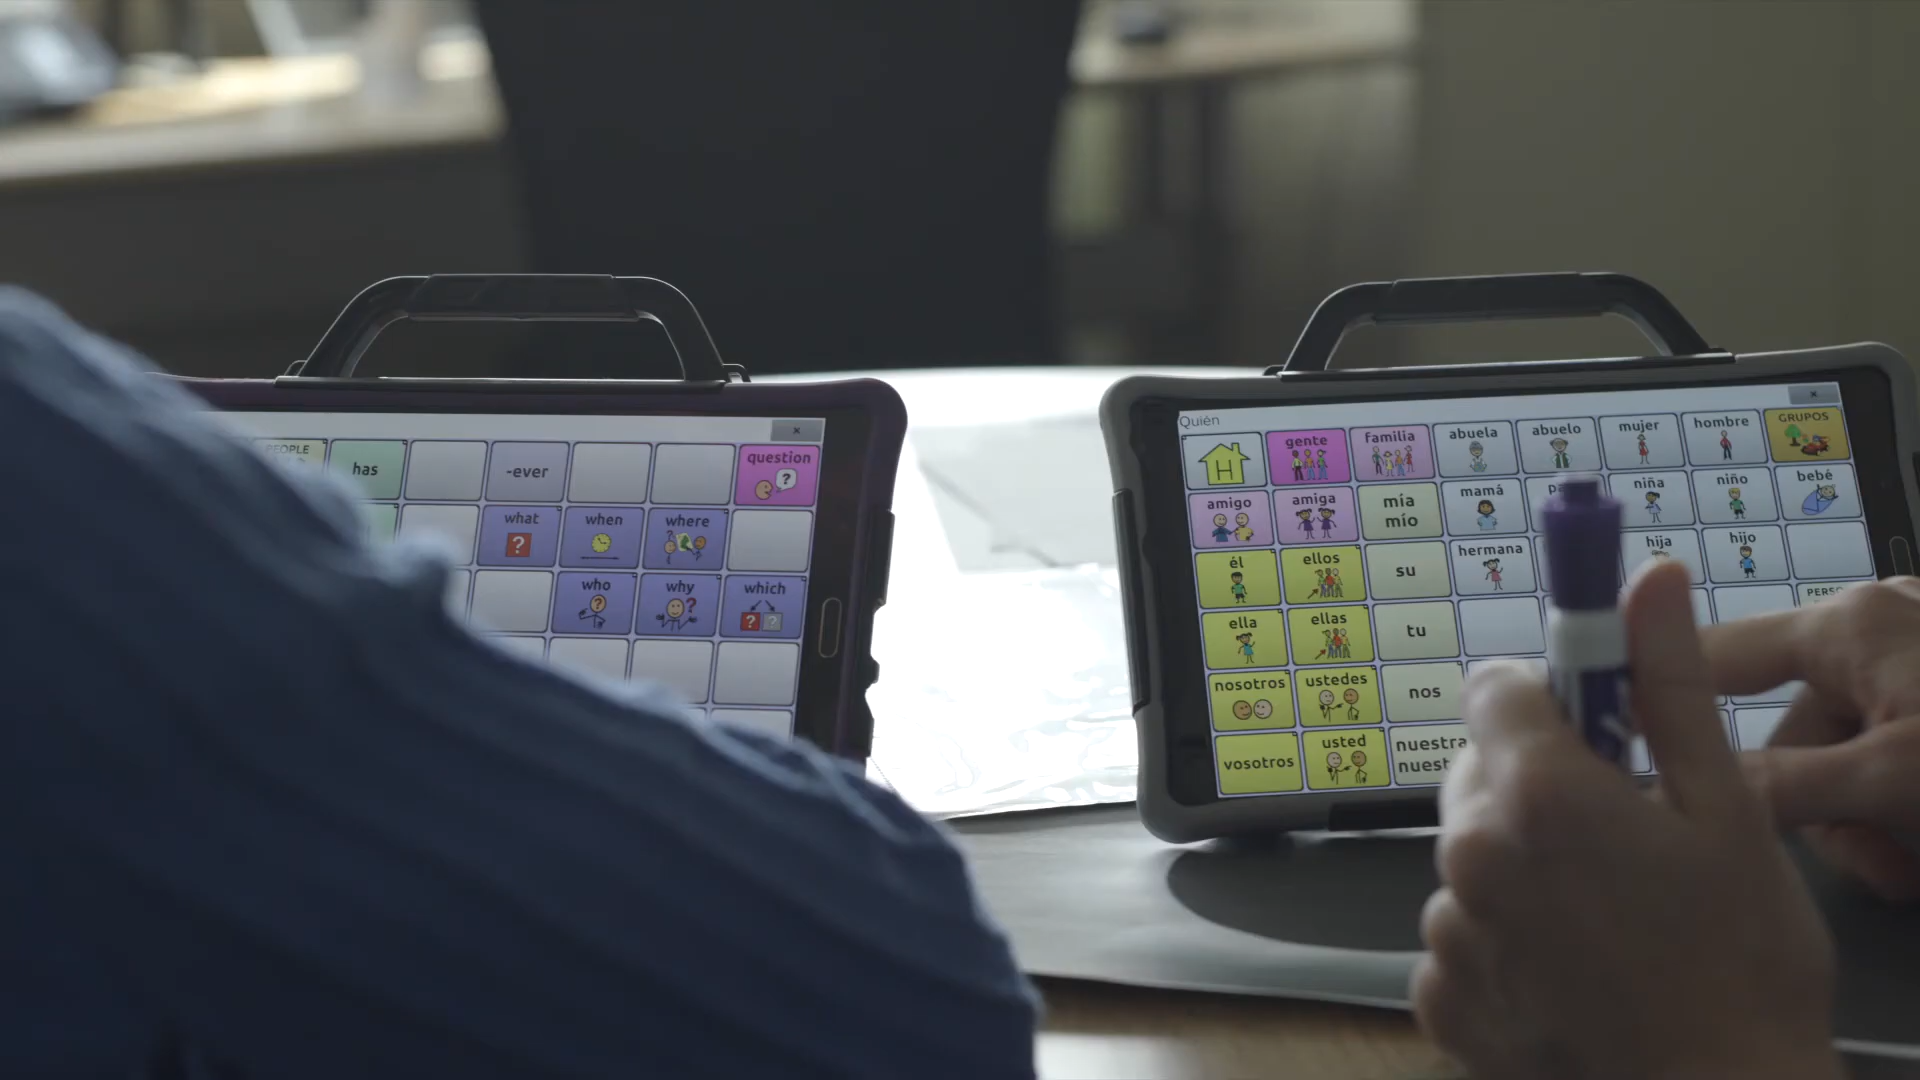 PEOPLE
has
-ever
question
what
when
where
who
why
which
Quién
H
gente
familia
abuela
abuelo
mujer
hombre
GRUPOS
amigo
amiga
mía
mío
mamá
niña
niño
bebé
él
ellos
su
hermana
hija
hijo
ella
ellas
tu
nosotros
ustedes
nos
vosotros
usted
nuestra